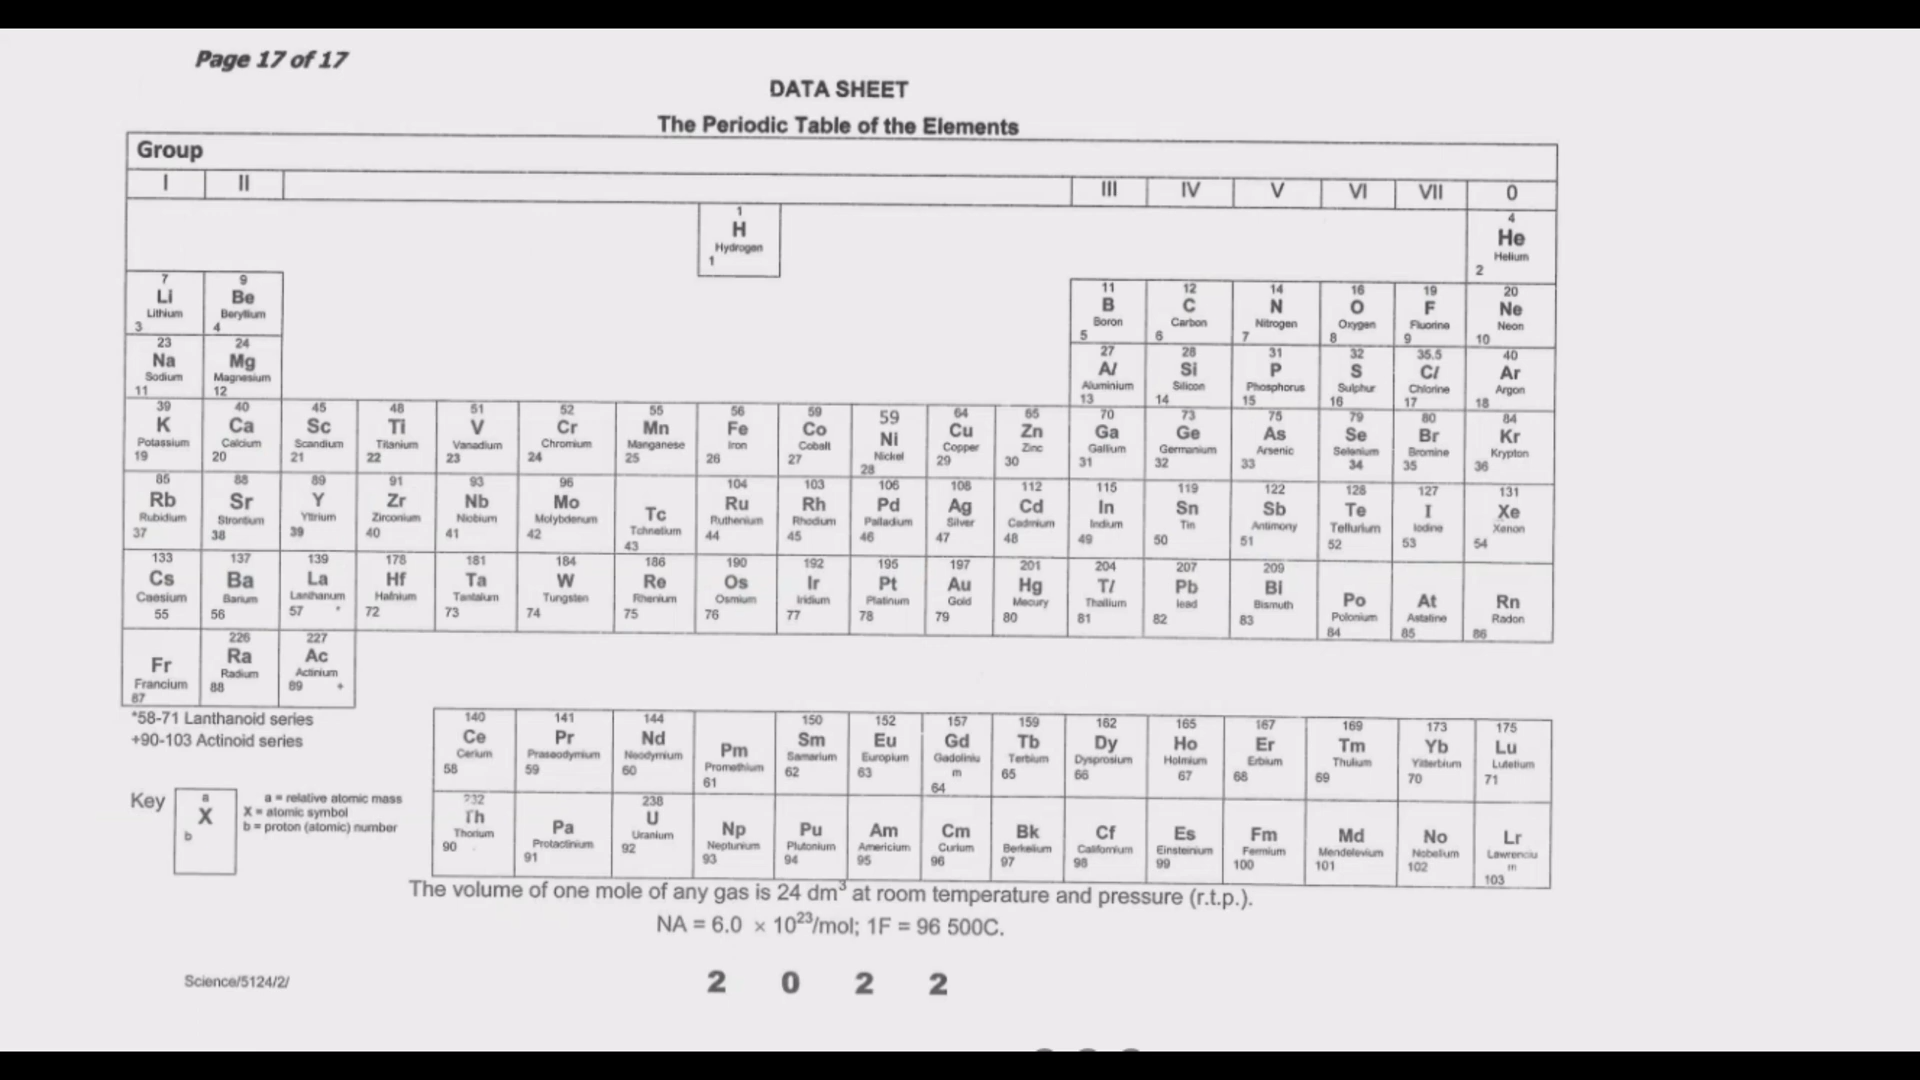 Page 17 of 17
DATA SHEET
The Periodic Table of the Elements
Group
I II III IV V VI VII 0
1 4
H He
Hydrogen Helium
1 2
7 9 11 12 14 16 19 20
Li Be B C N O F Ne
Lithium Beryllium Boron Carbon Nitrogen Oxygen Fluorine Neon
3 4 5 6 7 8 9 10
23 24 27 28 31 32 35.5 40
Na Mg Al Si P S Cl Ar
Sodium Magnesium Aluminium Silicon Phosphorus Sulphur Chlorine Argon
11 12 13 14 15 16 17 18
39 40 45 48 51 52 55 56 59 59 64 65 70 73 75 79 80 84
K Ca Sc Ti V Cr Mn Fe Co Ni Cu Zn Ga Ge As Se Br Kr
Potassium Calcium Scandium Titanium Vanadium Chromium Manganese Iron Cobalt Nickel Copper Zinc Gallium Germanium Arsenic Selenium Bromine Krypton
19 20 21 22 23 24 25 26 27 28 29 30 31 32 33 34 35 36
85 88 89 91 93 96 104 103 106 108 112 115 119 122 128 127 131
Rb Sr Y Zr Nb Mo Tc Ru Rh Pd Ag Cd In Sn Sb Te I Xe
Rubidium Strontium Yttrium Zirconium Niobium Molybdenum Tchnetium Ruthenium Rhodium Palladium Silver Cadmium Indium Tin Antimony Tellurium Iodine Xenon
37 38 39 40 41 42 43 44 45 46 47 48 49 50 51 52 53 54
133 137 139 178 181 184 186 190 192 195 197 201 204 207 209
Cs Ba La Hf Ta W Re Os Ir Pt Au Hg Tl Pb Bi Po At Rn
Caesium Barium Lanthanum Hafnium Tantalum Tungsten Rhenium Osmium Iridium Platinum Gold Mecury Thallium lead Bismuth Polonium Astatine Radon
55 56 57 * 72 73 74 75 76 77 78 79 80 81 82 83 84 85 86
226 227
Fr Ra Ac
Francium Radium Actinium
87 88 89 +
*58-71 Lanthanoid series
+90-103 Actinoid series
140 141 144 150 152 157 159 162 165 167 169 173 175
Ce Pr Nd Pm Sm Eu Gd Tb Dy Ho Er Tm Yb Lu
Cerium Praseodymium Neodymium Promethium Samarium Europium Gadoliniu m Terbium Dysprosium Holmium Erbium Thulium Ytterbium Lutetium
58 59 60 61 62 63 64 65 66 67 68 69 70 71
232 238
Th Pa U Np Pu Am Cm Bk Cf Es Fm Md No Lr
Thorium Protactinium Uranium Neptunium Plutonium Americium Curium Berkelium Californium Einsteinium Fermium Mendelevium Nobelium Lawrenciu m
90 91 92 93 94 95 96 97 98 99 100 101 102 103
Key
a
X
b
a = relative atomic mass
X = atomic symbol
b = proton (atomic) number
The volume of one mole of any gas is 24 dm³ at room temperature and pressure (r.t.p.).
NA = 6.0 × 10²³/mol; 1F = 96 500C.
Science/5124/2/
2 0 2 2